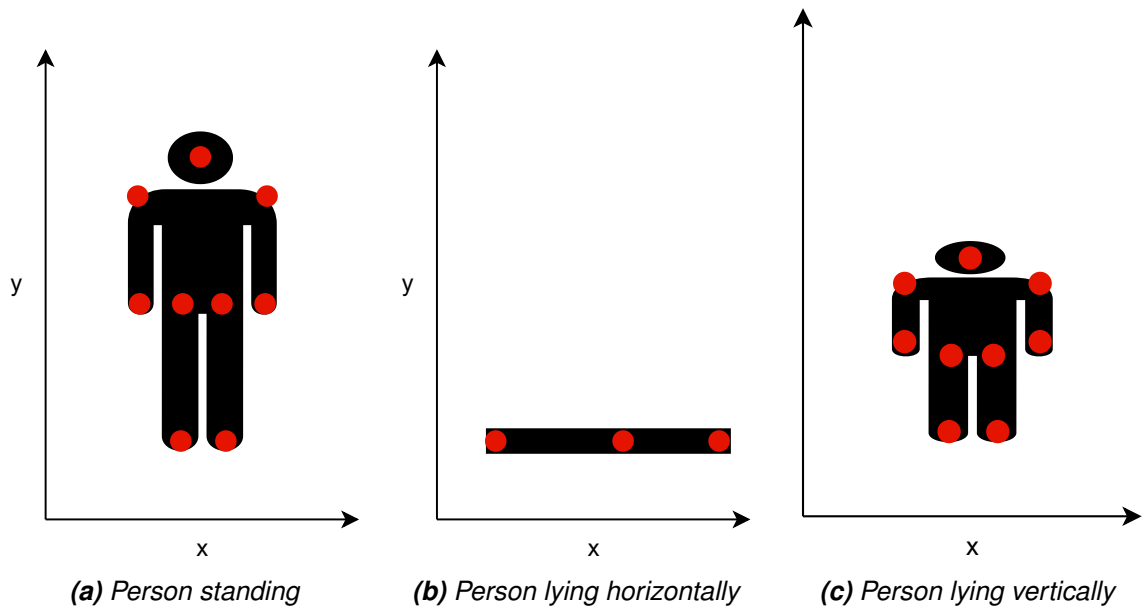 y
x
(a) Person standing
y
x
(b) Person lying horizontally
x
(c) Person lying vertically